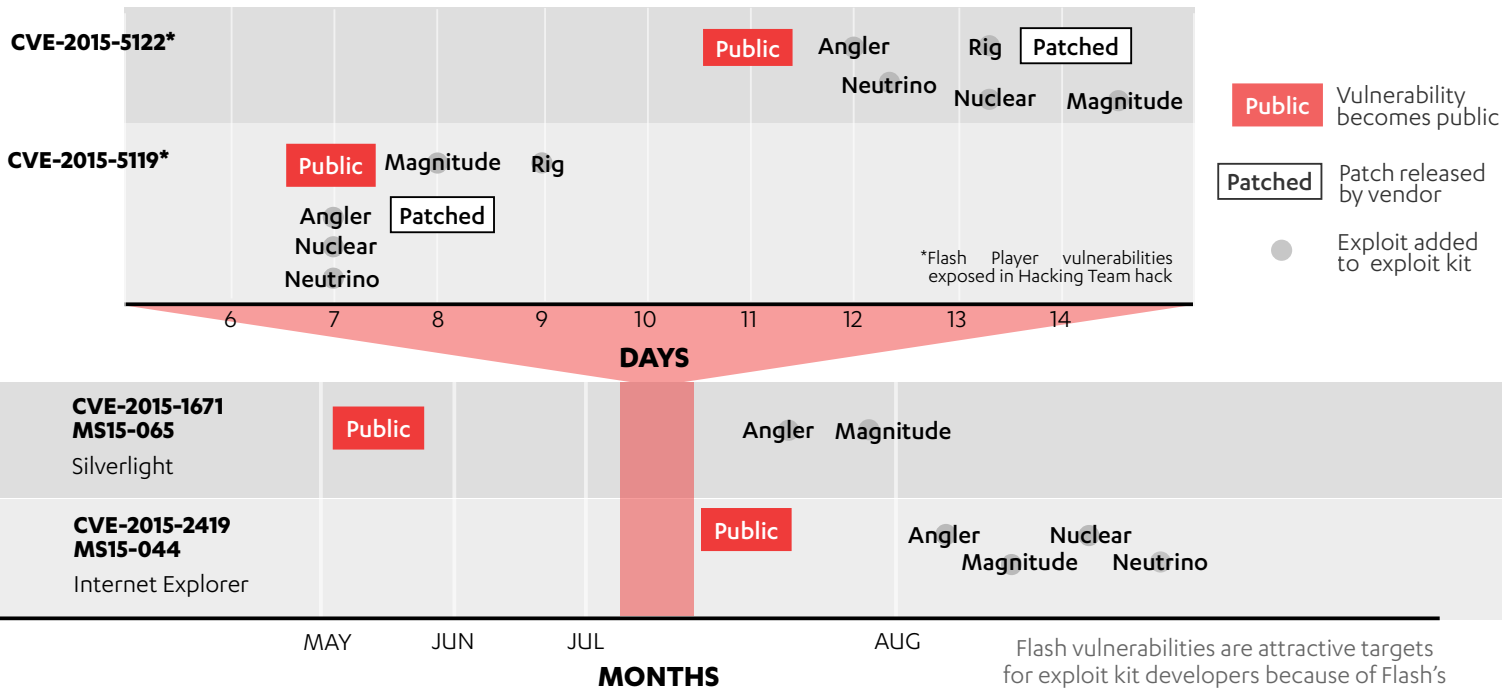 CVE-2015-5122*
Public
Angler
Rig
Patched
Neutrino
Nuclear
Magnitude
CVE-2015-5119*
Public
Magnitude
Rig
Angler
Patched
Nuclear
Neutrino
*Flash Player vulnerabilities
exposed in Hacking Team hack
6 7 8 9 10 11 12 13 14
DAYS
Public
Vulnerability
becomes public
Patched
Patch released
by vendor
Exploit added
to exploit kit
CVE-2015-1671
MS15-065
Silverlight
Public
Angler
Magnitude
CVE-2015-2419
MS15-044
Internet Explorer
Public
Angler
Nuclear
Magnitude
Neutrino
MAY JUN JUL AUG
MONTHS
Flash vulnerabilities are attractive targets
for exploit kit developers because of Flash's